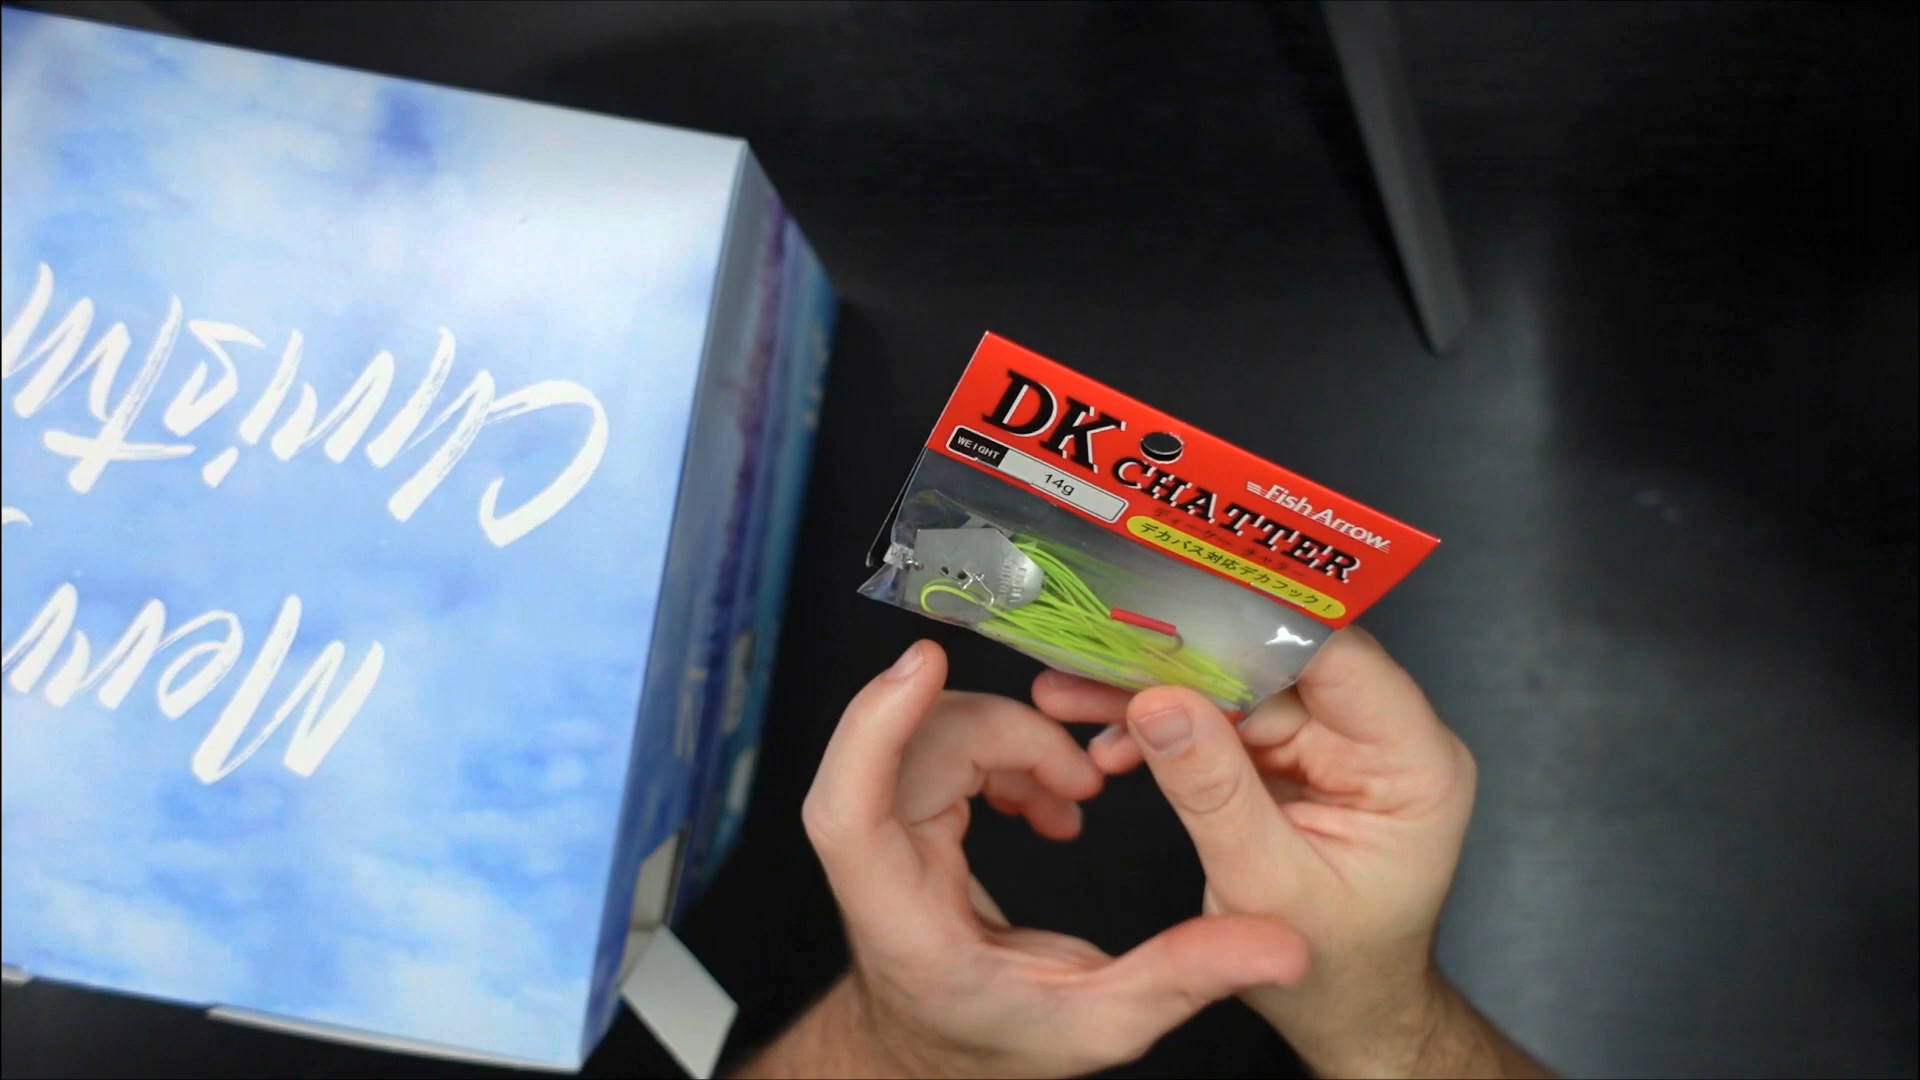 DK CHATTER
Fish Arrow
ディーケー チャター
WEIGHT 14g
デカバス対応デカフック!
Merry
Christm